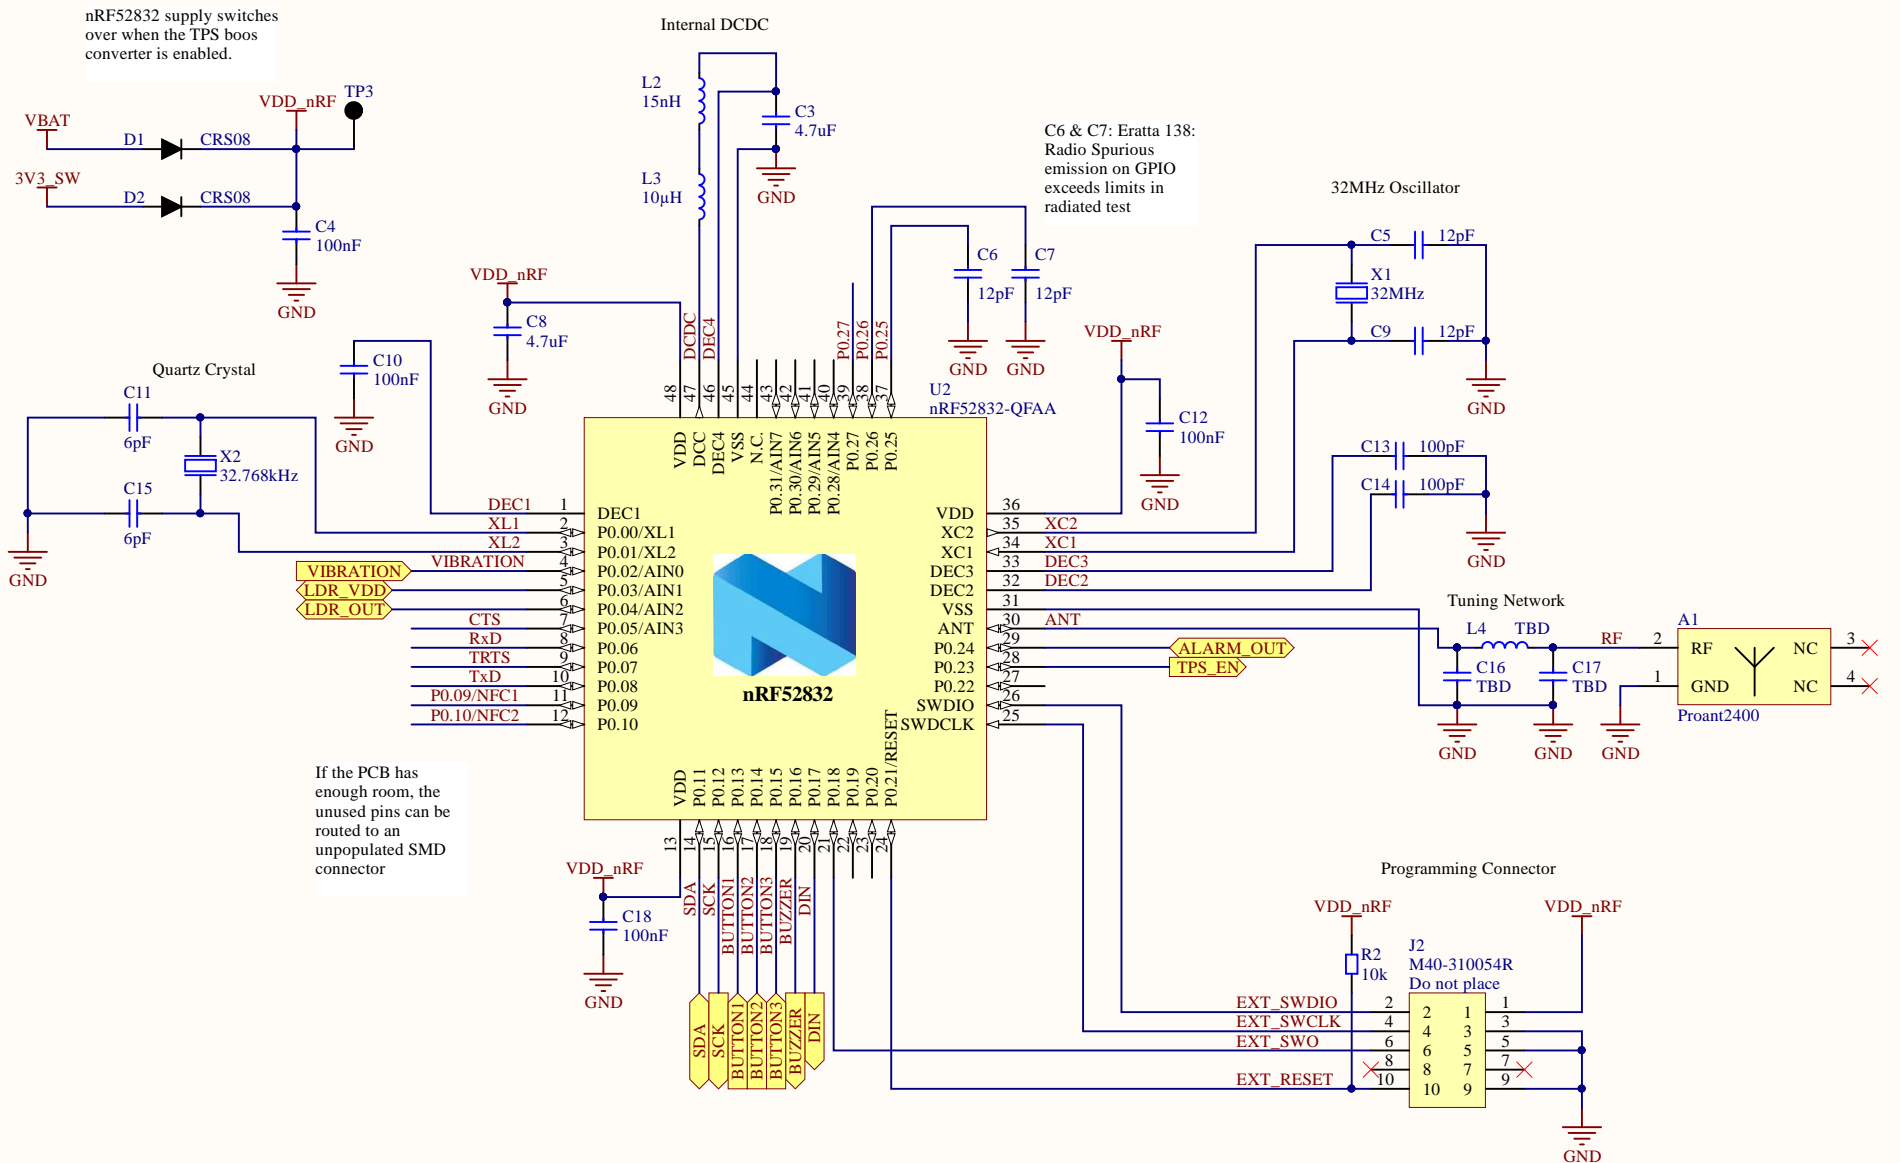 nRF52832 supply switches
over when the TPS boos
converter is enabled.
VBAT
D1
CRS08
VDD_nRF
TP3
3V3_SW
D2
CRS08
C4
100nF
GND
Internal DCDC
L2
15nH
C3
4.7uF
GND
L3
10µH
C6 & C7: Eratta 138:
Radio Spurious
emission on GPIO
exceeds limits in
radiated test
C6
12pF
GND
C7
12pF
GND
32MHz Oscillator
C5
12pF
X1
32MHz
C9
12pF
GND
VDD_nRF
C8
4.7uF
GND
C10
100nF
GND
Quartz Crystal
C11
6pF
X2
32.768kHz
C15
6pF
GND
VDD_nRF
C12
100nF
GND
C13
100pF
C14
100pF
GND
DCDC
DEC4
P0.27
P0.26
P0.25
48
47
46
45
44
43
42
41
40
39
38
37
U2
nRF52832-QFAA
VDD
DCC
DEC4
VSS
N.C.
P0.31/AIN7
P0.30/AIN6
P0.29/AIN5
P0.28/AIN4
P0.27
P0.26
P0.25
DEC1 1 DEC1
XL1 2 P0.00/XL1
XL2 3 P0.01/XL2
VIBRATION VIBRATION 4 P0.02/AIN0
LDR_VDD 5 P0.03/AIN1
LDR_OUT 6 P0.04/AIN2
CTS 7 P0.05/AIN3
RxD 8 P0.06
TRTS 9 P0.07
TxD 10 P0.08
P0.09/NFC1 11 P0.09
P0.10/NFC2 12 P0.10
nRF52832
VDD 36
XC2 35 XC2
XC1 34 XC1
DEC3 33 DEC3
DEC2 32 DEC2
VSS 31
ANT 30 ANT
P0.24 29 ALARM_OUT
P0.23 28 TPS_EN
P0.22 27
SWDIO 26
SWDCLK 25
VDD
P0.11
P0.12
P0.13
P0.14
P0.15
P0.16
P0.17
P0.18
P0.19
P0.20
P0.21/RESET
13
14
15
16
17
18
19
20
21
22
23
24
SDA
SCK
BUTTON1
BUTTON2
BUTTON3
BUZZER
DIN
SDA
SCK
BUTTON1
BUTTON2
BUTTON3
BUZZER
DIN
VDD_nRF
C18
100nF
GND
If the PCB has
enough room, the
unused pins can be
routed to an
unpopulated SMD
connector
Tuning Network
L4
TBD
C16
TBD
GND
C17
TBD
GND
RF
A1
2 RF NC 3
1 GND NC 4
Proant2400
GND
Programming Connector
VDD_nRF
R2
10k
VDD_nRF
J2
M40-310054R
Do not place
EXT_SWDIO 2 2 1 1
EXT_SWCLK 4 4 3 3
EXT_SWO 6 6 5 5
8 8 7 7
EXT_RESET 10 10 9 9
GND